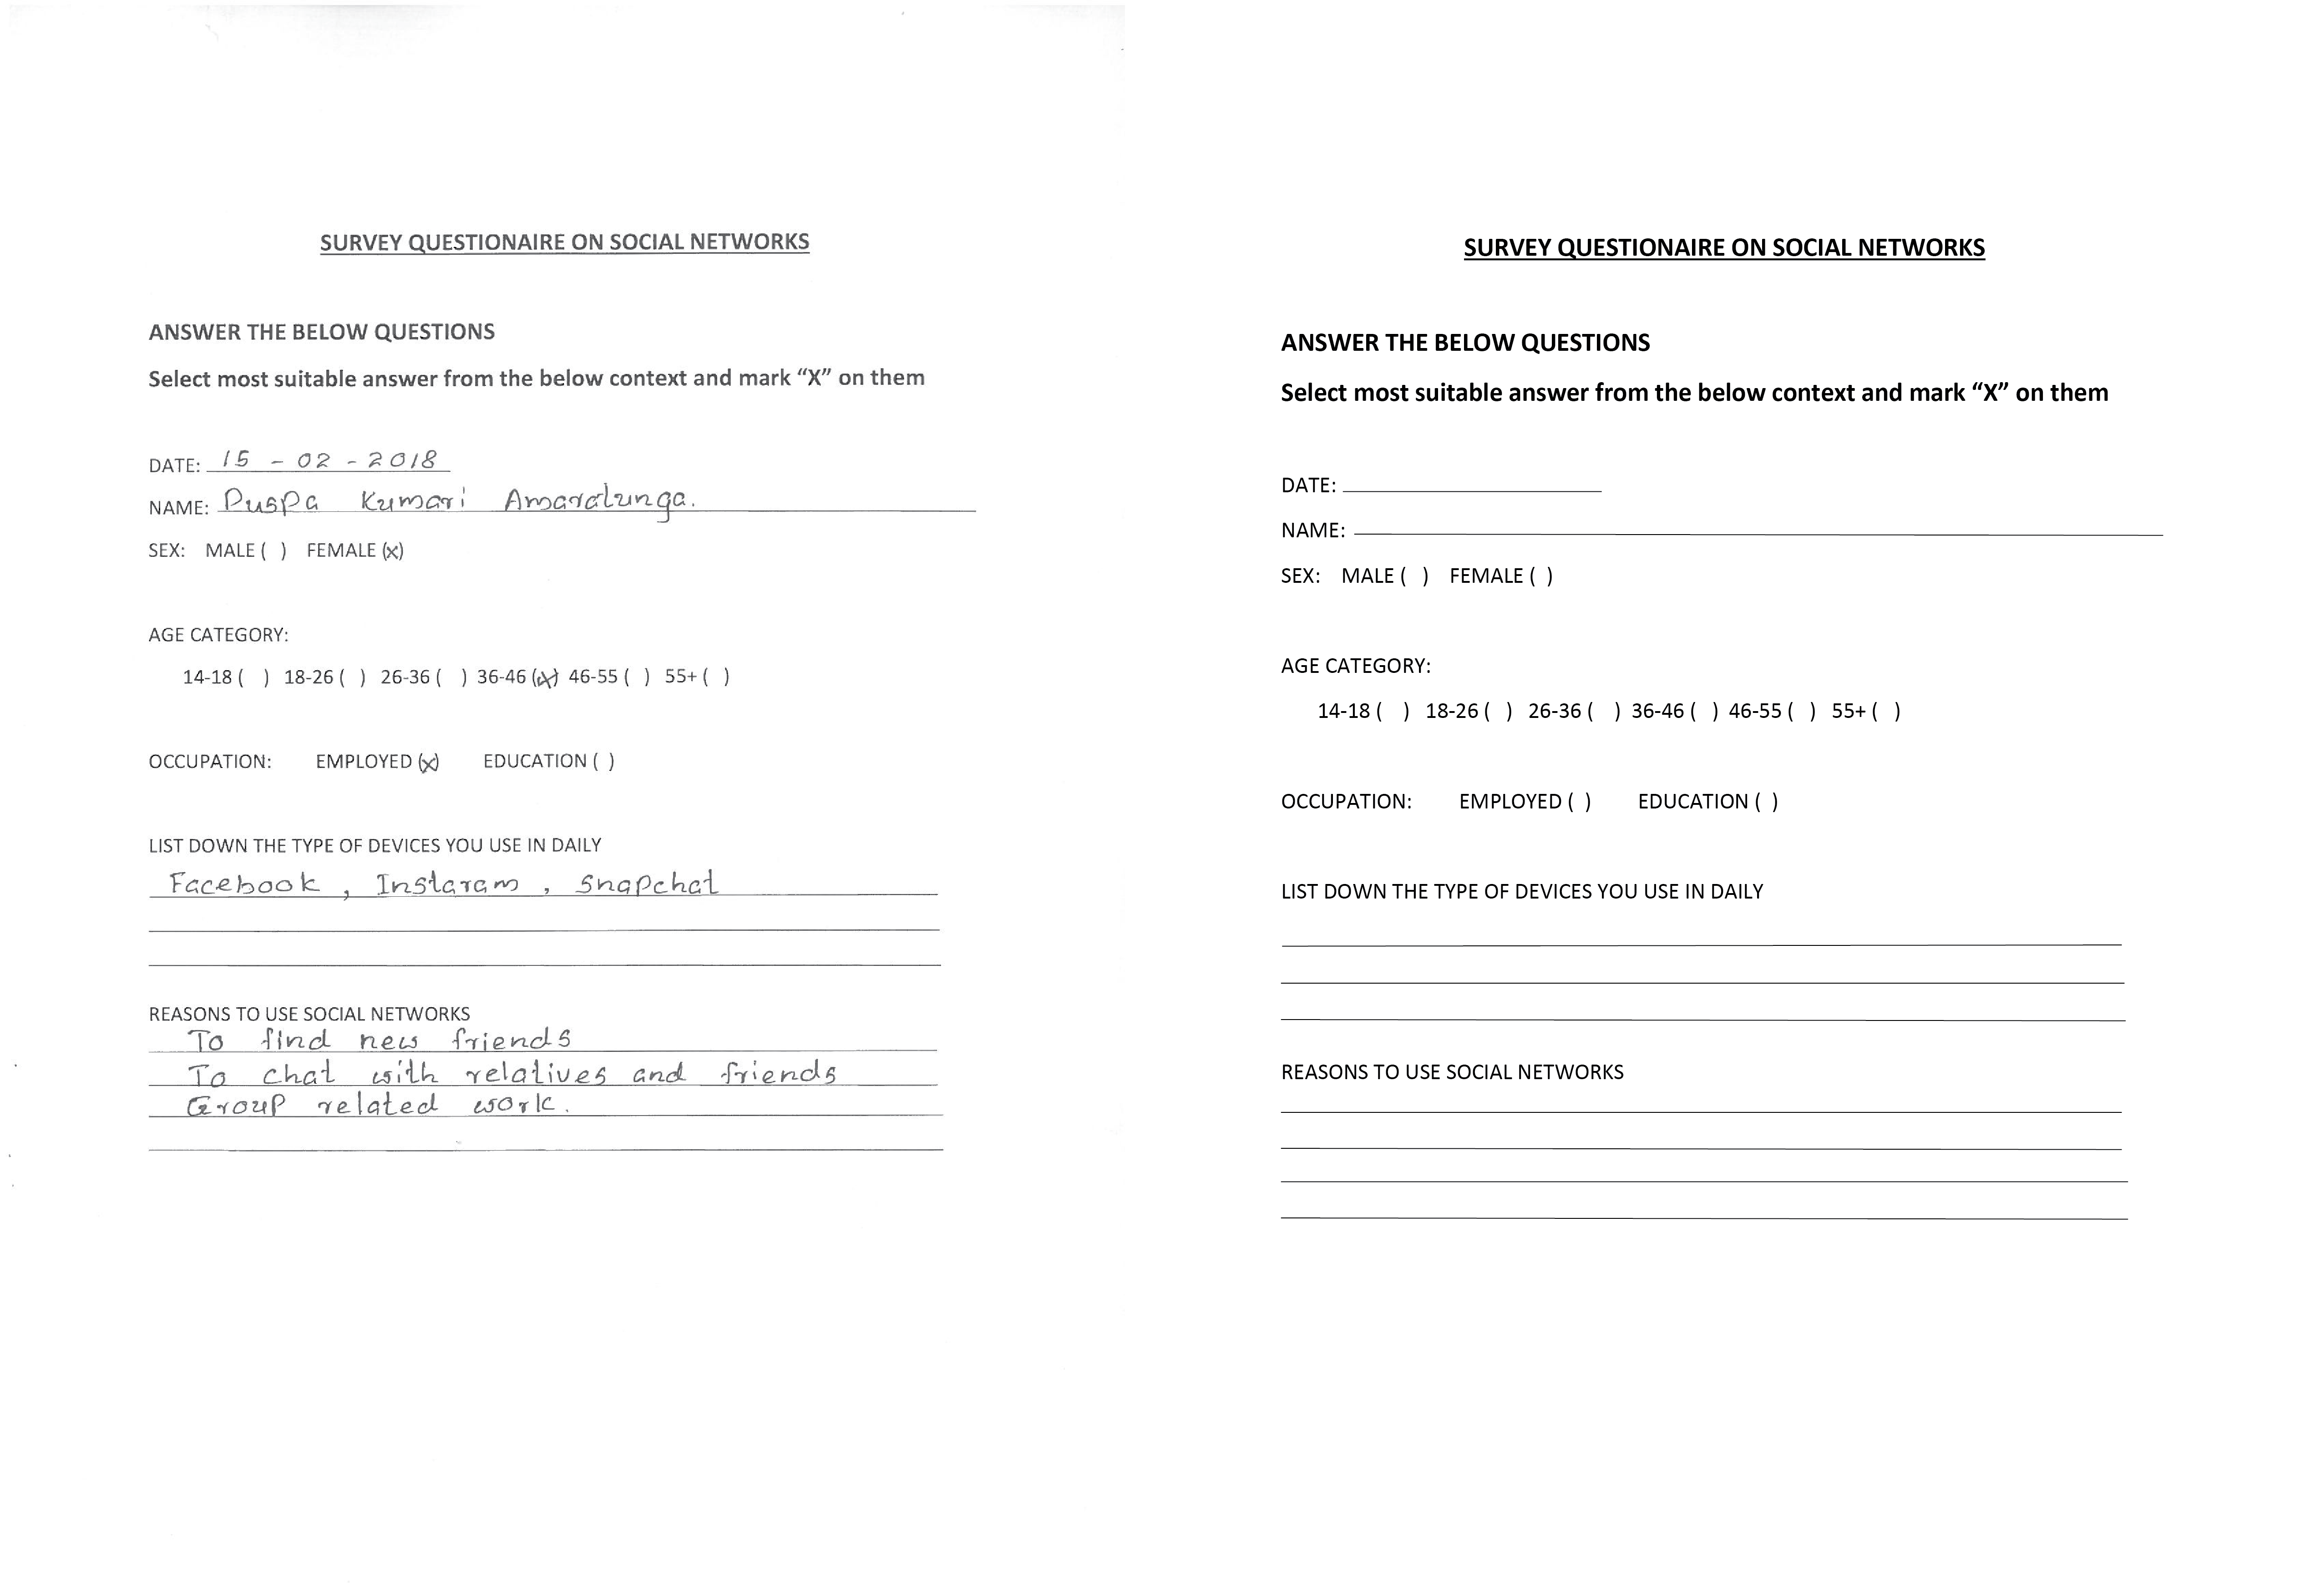 SURVEY QUESTIONAIRE ON SOCIAL NETWORKS
ANSWER THE BELOW QUESTIONS
Select most suitable answer from the below context and mark “X” on them
DATE: 15 - 02 - 2018
NAME: Puspa Kumari Amaratunga.
SEX: MALE ( ) FEMALE (x)
AGE CATEGORY:
14-18 ( ) 18-26 ( ) 26-36 ( ) 36-46 (x) 46-55 ( ) 55+ ( )
OCCUPATION: EMPLOYED (x) EDUCATION ( )
LIST DOWN THE TYPE OF DEVICES YOU USE IN DAILY
Facebook , Instaram , Snapchat
REASONS TO USE SOCIAL NETWORKS
To find new friends
To chat with relatives and friends
Group related work.
SURVEY QUESTIONAIRE ON SOCIAL NETWORKS
ANSWER THE BELOW QUESTIONS
Select most suitable answer from the below context and mark “X” on them
DATE:
NAME:
SEX: MALE ( ) FEMALE ( )
AGE CATEGORY:
14-18 ( ) 18-26 ( ) 26-36 ( ) 36-46 ( ) 46-55 ( ) 55+ ( )
OCCUPATION: EMPLOYED ( ) EDUCATION ( )
LIST DOWN THE TYPE OF DEVICES YOU USE IN DAILY
REASONS TO USE SOCIAL NETWORKS